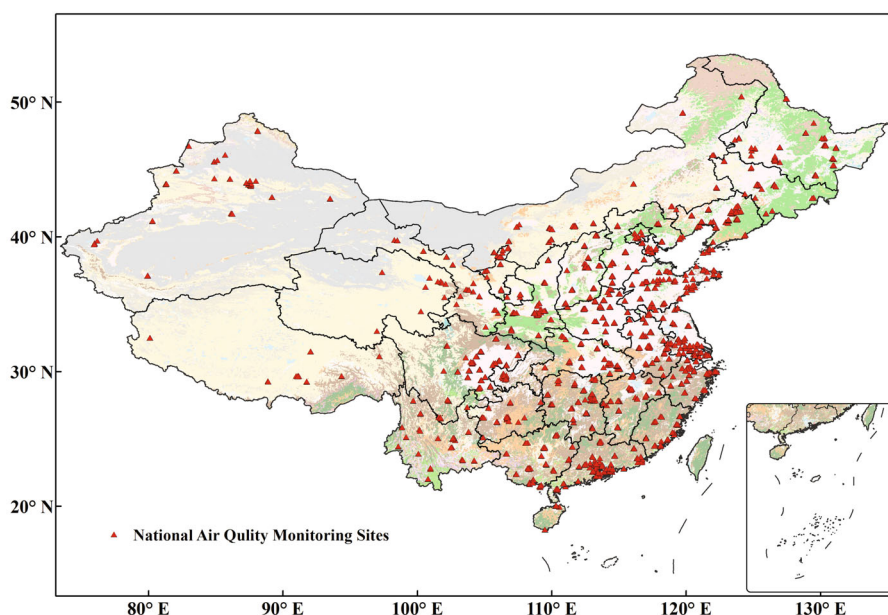 50° N
40° N
30° N
20° N
National Air Qulity Monitoring Sites
80° E 90° E 100° E 110° E 120° E 130° E